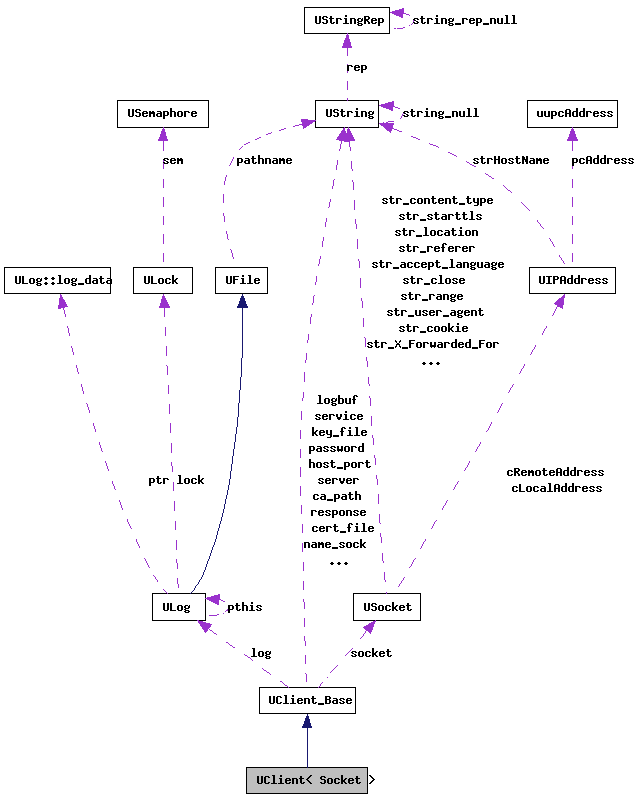 UStringRep
string_rep_null
rep
USemaphore
UString
string_null
uupcAddress
sem
pathname
strHostName
pcAddress
str_content_type
str_starttls
str_location
str_referer
str_accept_language
str_close
str_range
str_user_agent
str_cookie
str_X_Forwarded_For
...
ULog::log_data
ULock
UFile
UIPAddress
logbuf
service
key_file
password
host_port
server
ca_path
response
cert_file
name_sock
...
ptr_lock
cRemoteAddress
cLocalAddress
ULog
pthis
USocket
log
socket
UClient_Base
UClient< Socket >